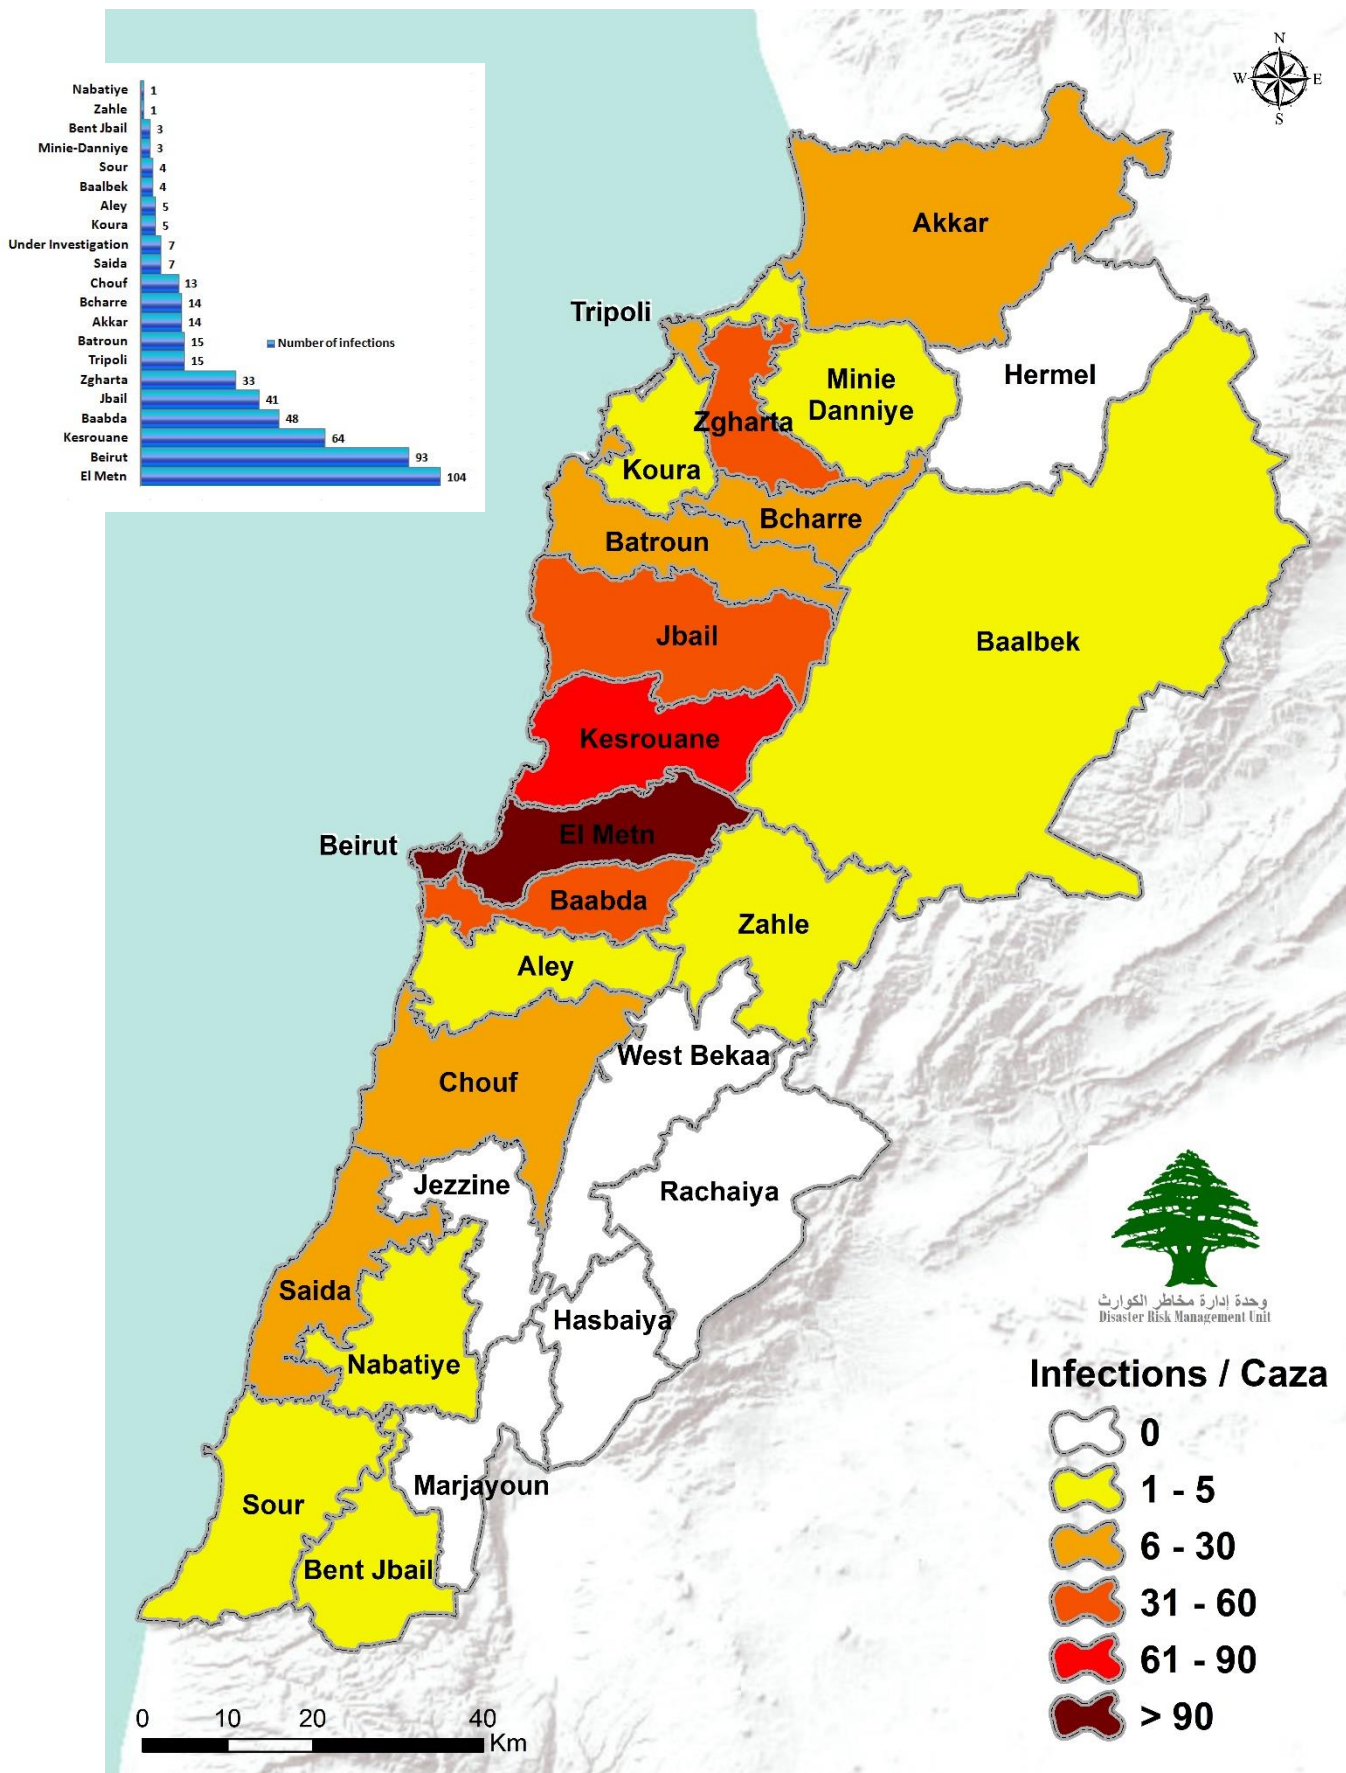 N
W E
S
Nabatiye 1
Zahle 1
Bent Jbail 3
Minie-Danniye 3
Sour 4
Baalbek 4
Aley 5
Koura 5
Under Investigation 7
Saida 7
Chouf 13
Bcharre 14
Akkar 14
Batroun 15
Tripoli 15
Zgharta 33
Jbail 41
Baabda 48
Kesrouane 64
Beirut 93
El Metn 104
Number of infections
Akkar
Tripoli
Hermel
Minie
Danniye
Zgharta
Koura
Bcharre
Batroun
Jbail
Baalbek
Kesrouane
El Metn
Beirut
Baabda
Zahle
Aley
West Bekaa
Chouf
Jezzine
Rachaiya
Saida
Hasbaiya
Nabatiye
Marjayoun
Sour
Bent Jbail
وحدة إدارة مخاطر الكوارث
Disaster Risk Management Unit
Infections / Caza
0
1 - 5
6 - 30
31 - 60
61 - 90
> 90
0 10 20 40
Km